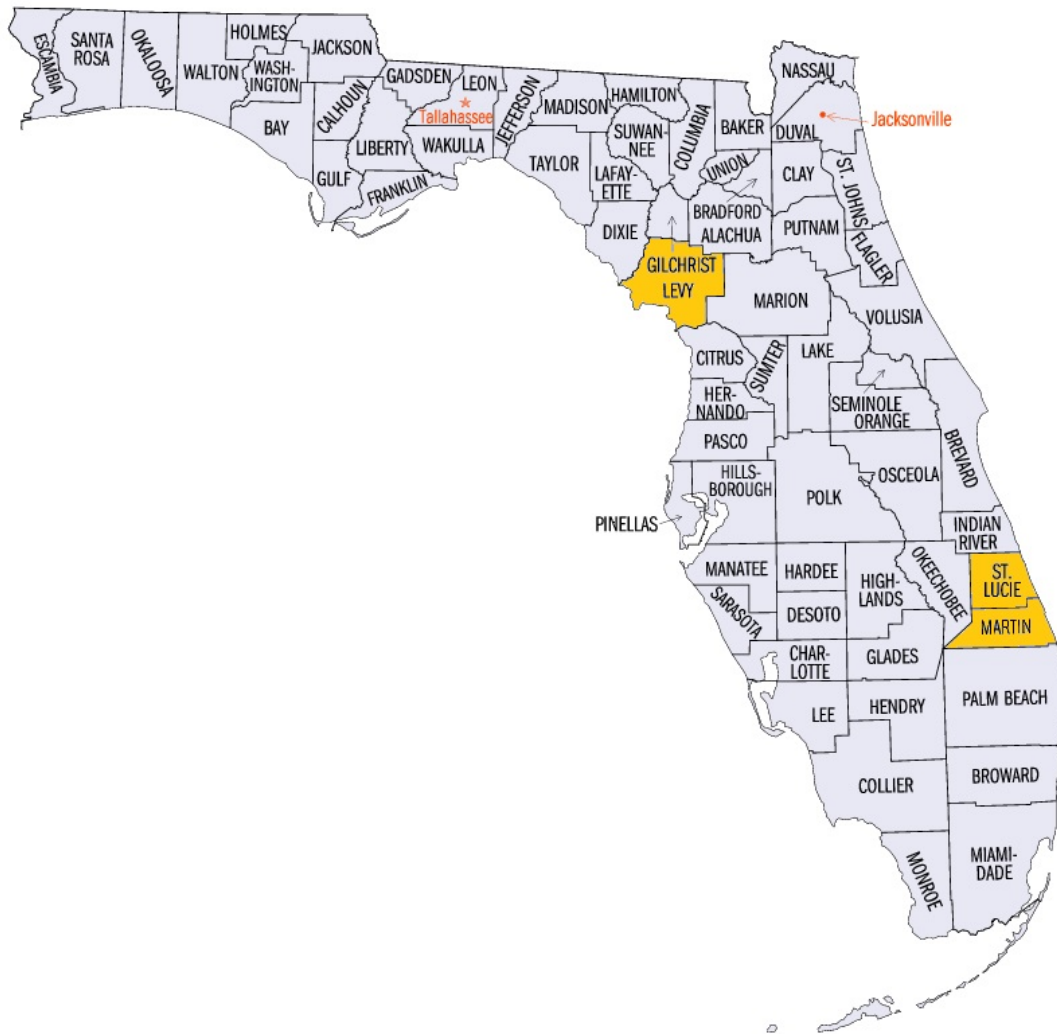 ESCAMBIA
SANTA
ROSA
OKALOOSA
WALTON
HOLMES
WASH-
INGTON
JACKSON
BAY
CALHOUN
GULF
GADSDEN
LIBERTY
FRANKLIN
LEON
Tallahassee
WAKULLA
JEFFERSON
MADISON
TAYLOR
HAMILTON
SUWAN-
NEE
LAFAY-
ETTE
DIXIE
COLUMBIA
BAKER
UNION
BRADFORD
ALACHUA
GILCHRIST
LEVY
NASSAU
DUVAL
Jacksonville
CLAY
ST. JOHNS
PUTNAM
FLAGLER
MARION
VOLUSIA
CITRUS
SUMTER
LAKE
HER-
NANDO
SEMINOLE
ORANGE
PASCO
BREVARD
HILLS-
BOROUGH
PINELLAS
POLK
OSCEOLA
INDIAN
RIVER
MANATEE
HARDEE
HIGH-
LANDS
OKEECHOBEE
ST.
LUCIE
SARASOTA
DESOTO
MARTIN
CHAR-
LOTTE
GLADES
LEE
HENDRY
PALM BEACH
COLLIER
BROWARD
MONROE
MIAMI-
DADE